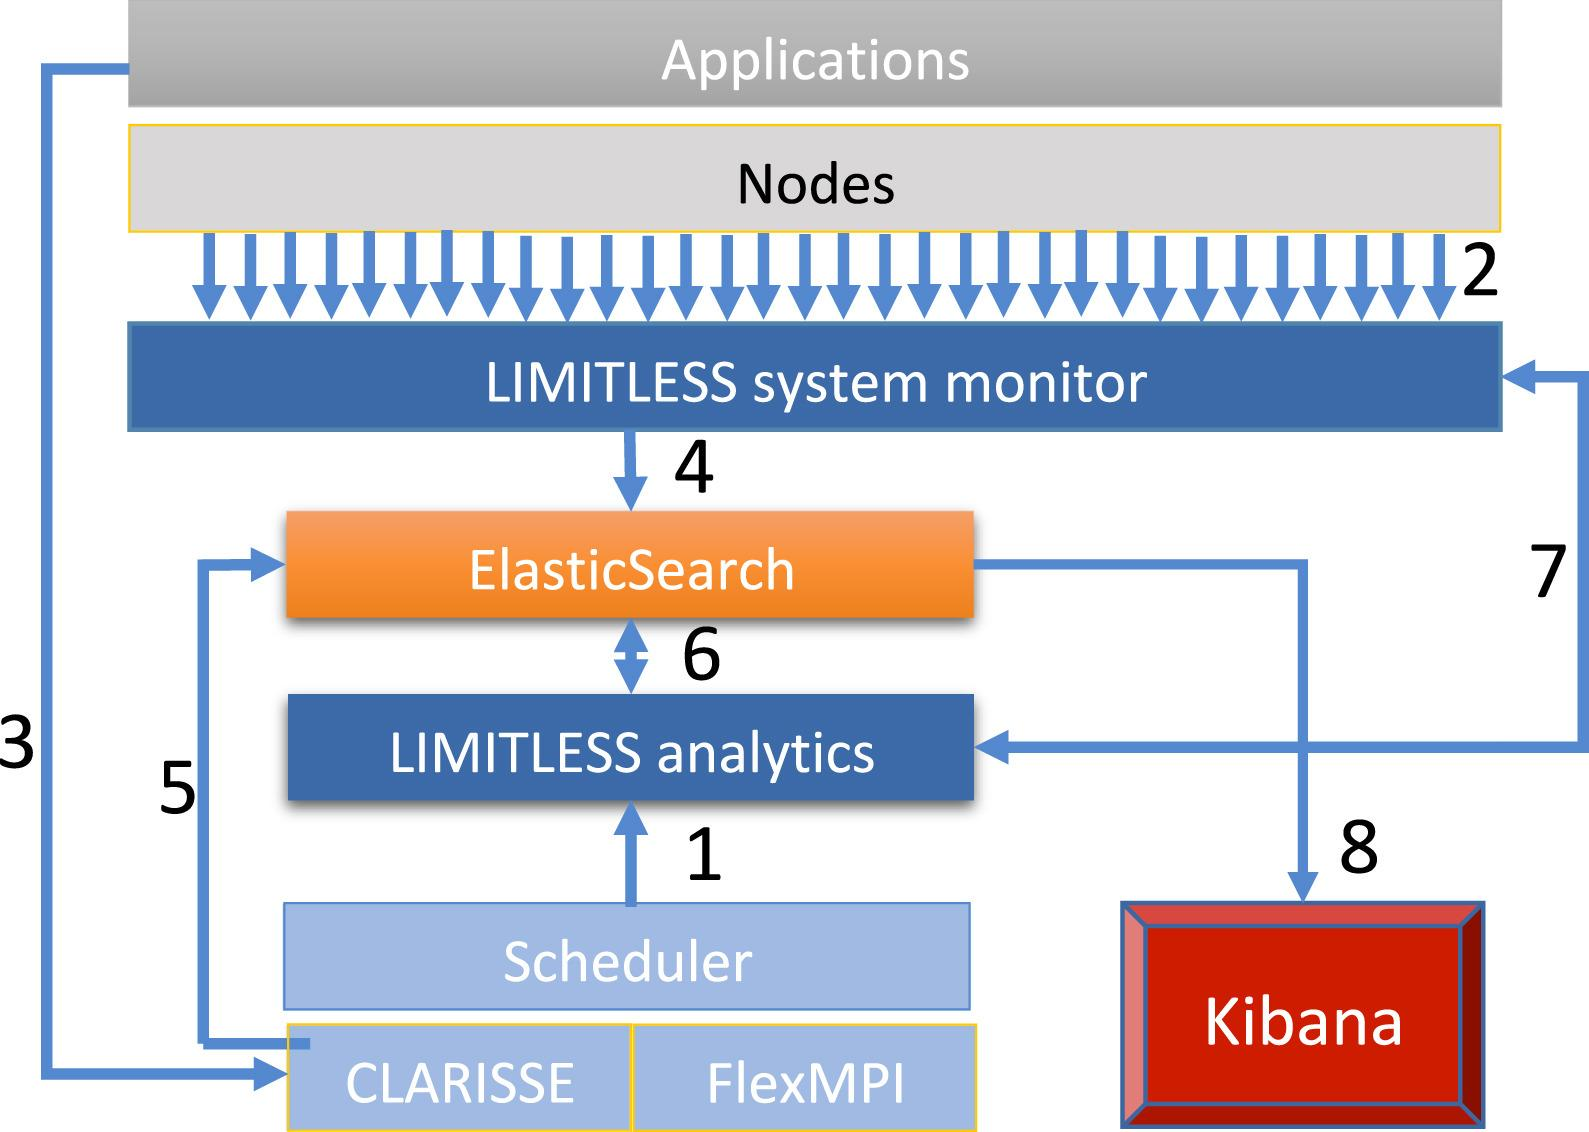 Applications
Nodes
2
LIMITLESS system monitor
4
ElasticSearch
7
6
3
LIMITLESS analytics
5
1
8
Scheduler
Kibana
CLARISSE
FlexMPI